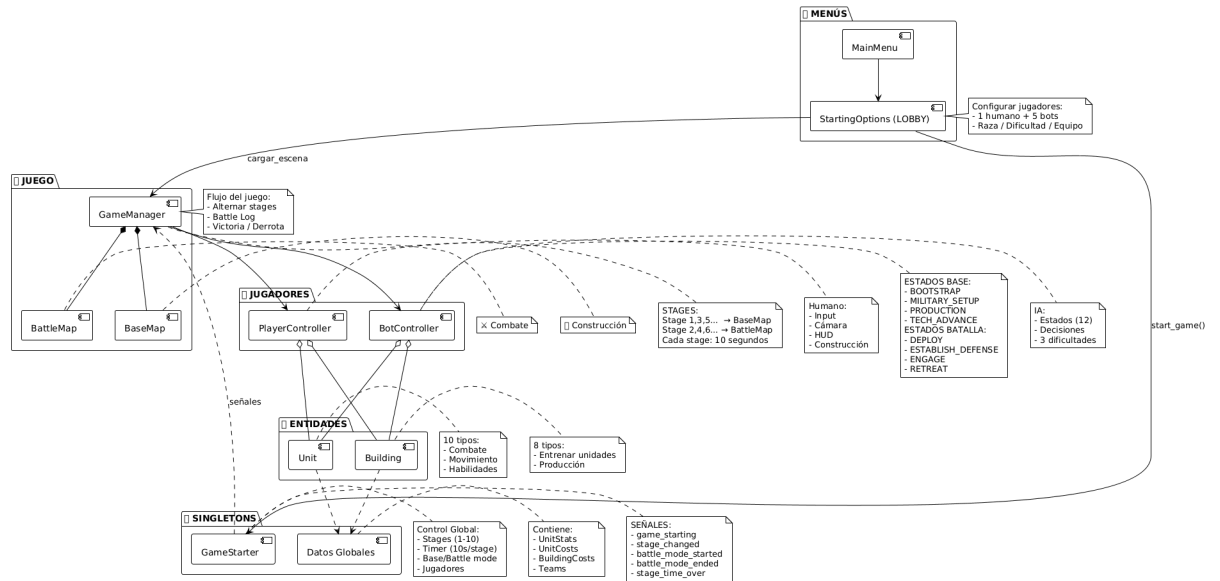 MENÚS
MainMenu
StartingOptions (LOBBY)
Configurar jugadores:
- 1 humano + 5 bots
- Raza / Dificultad / Equipo
cargar_escena
JUEGO
GameManager
Flujo del juego:
- Alternar stages
- Battle Log
- Victoria / Derrota
BattleMap
BaseMap
JUGADORES
PlayerController
BotController
⚔ Combate
Construcción
STAGES:
Stage 1,3,5... → BaseMap
Stage 2,4,6... → BattleMap
Cada stage: 10 segundos
Humano:
- Input
- Cámara
- HUD
- Construcción
ESTADOS BASE:
- BOOTSTRAP
- MILITARY_SETUP
- PRODUCTION
- TECH_ADVANCE
ESTADOS BATALLA:
- DEPLOY
- ESTABLISH_DEFENSE
- ENGAGE
- RETREAT
IA:
- Estados (12)
- Decisiones
- 3 dificultades
start_game()
señales
ENTIDADES
Unit
Building
10 tipos:
- Combate
- Movimiento
- Habilidades
8 tipos:
- Entrenar unidades
- Producción
SINGLETONS
GameStarter
Datos Globales
Control Global:
- Stages (1-10)
- Timer (10s/stage)
- Base/Battle mode
- Jugadores
Contiene:
- UnitStats
- UnitCosts
- BuildingCosts
- Teams
SEÑALES:
- game_starting
- stage_changed
- battle_mode_started
- battle_mode_ended
- stage_time_over